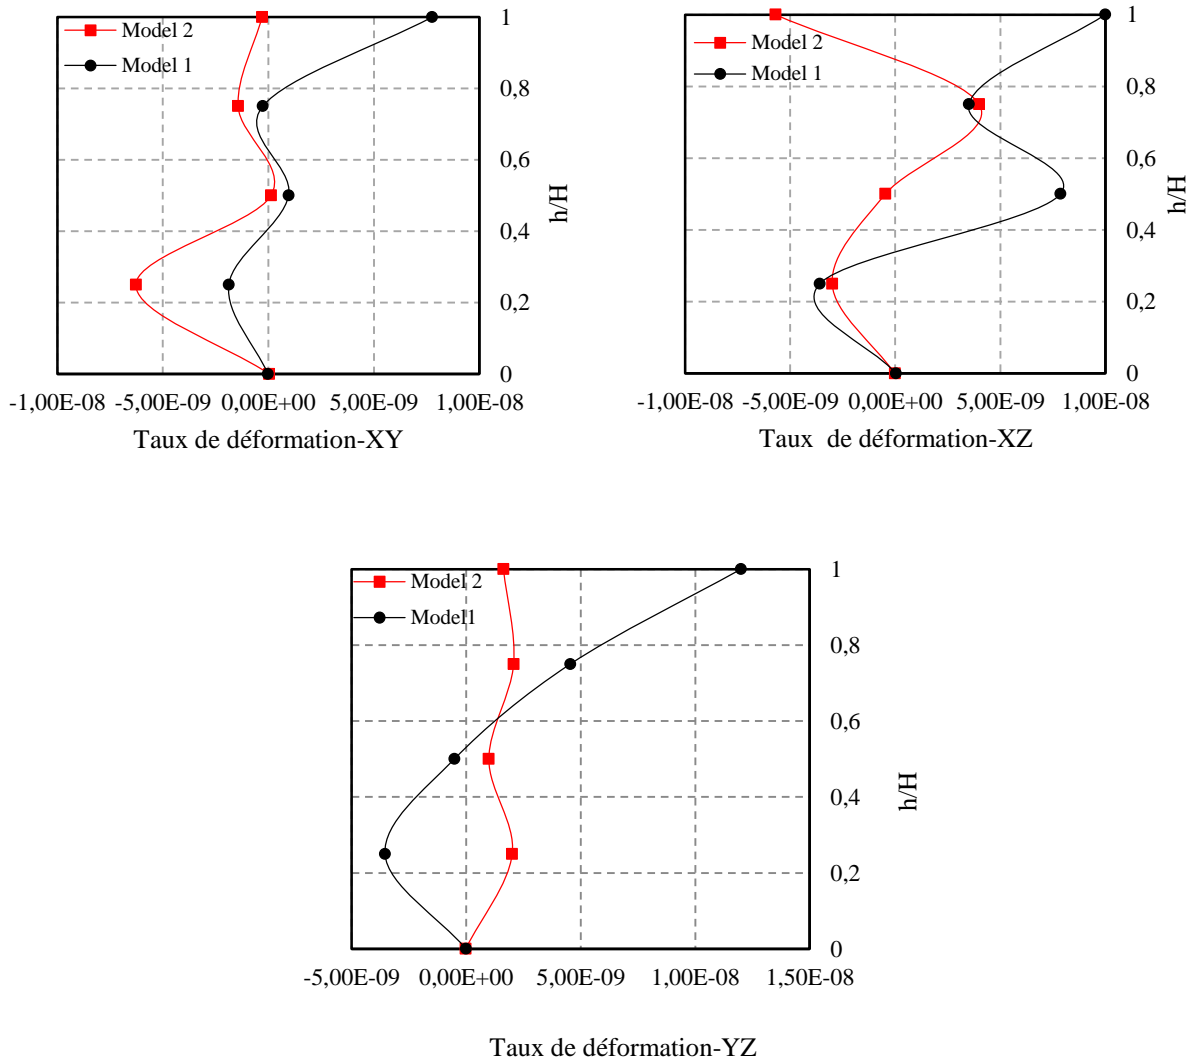 Model 2
Model 1
1
0,8
0,6
0,4
0,2
0
h/H
-1,00E-08 -5,00E-09 0,00E+00 5,00E-09 1,00E-08
Taux de déformation-XY
Model 2
Model 1
1
0,8
0,6
0,4
0,2
0
h/H
-1,00E-08 -5,00E-09 0,00E+00 5,00E-09 1,00E-08
Taux de déformation-XZ
Model 2
Model1
1
0,8
0,6
0,4
0,2
0
h/H
-5,00E-09 0,00E+00 5,00E-09 1,00E-08 1,50E-08
Taux de déformation-YZ